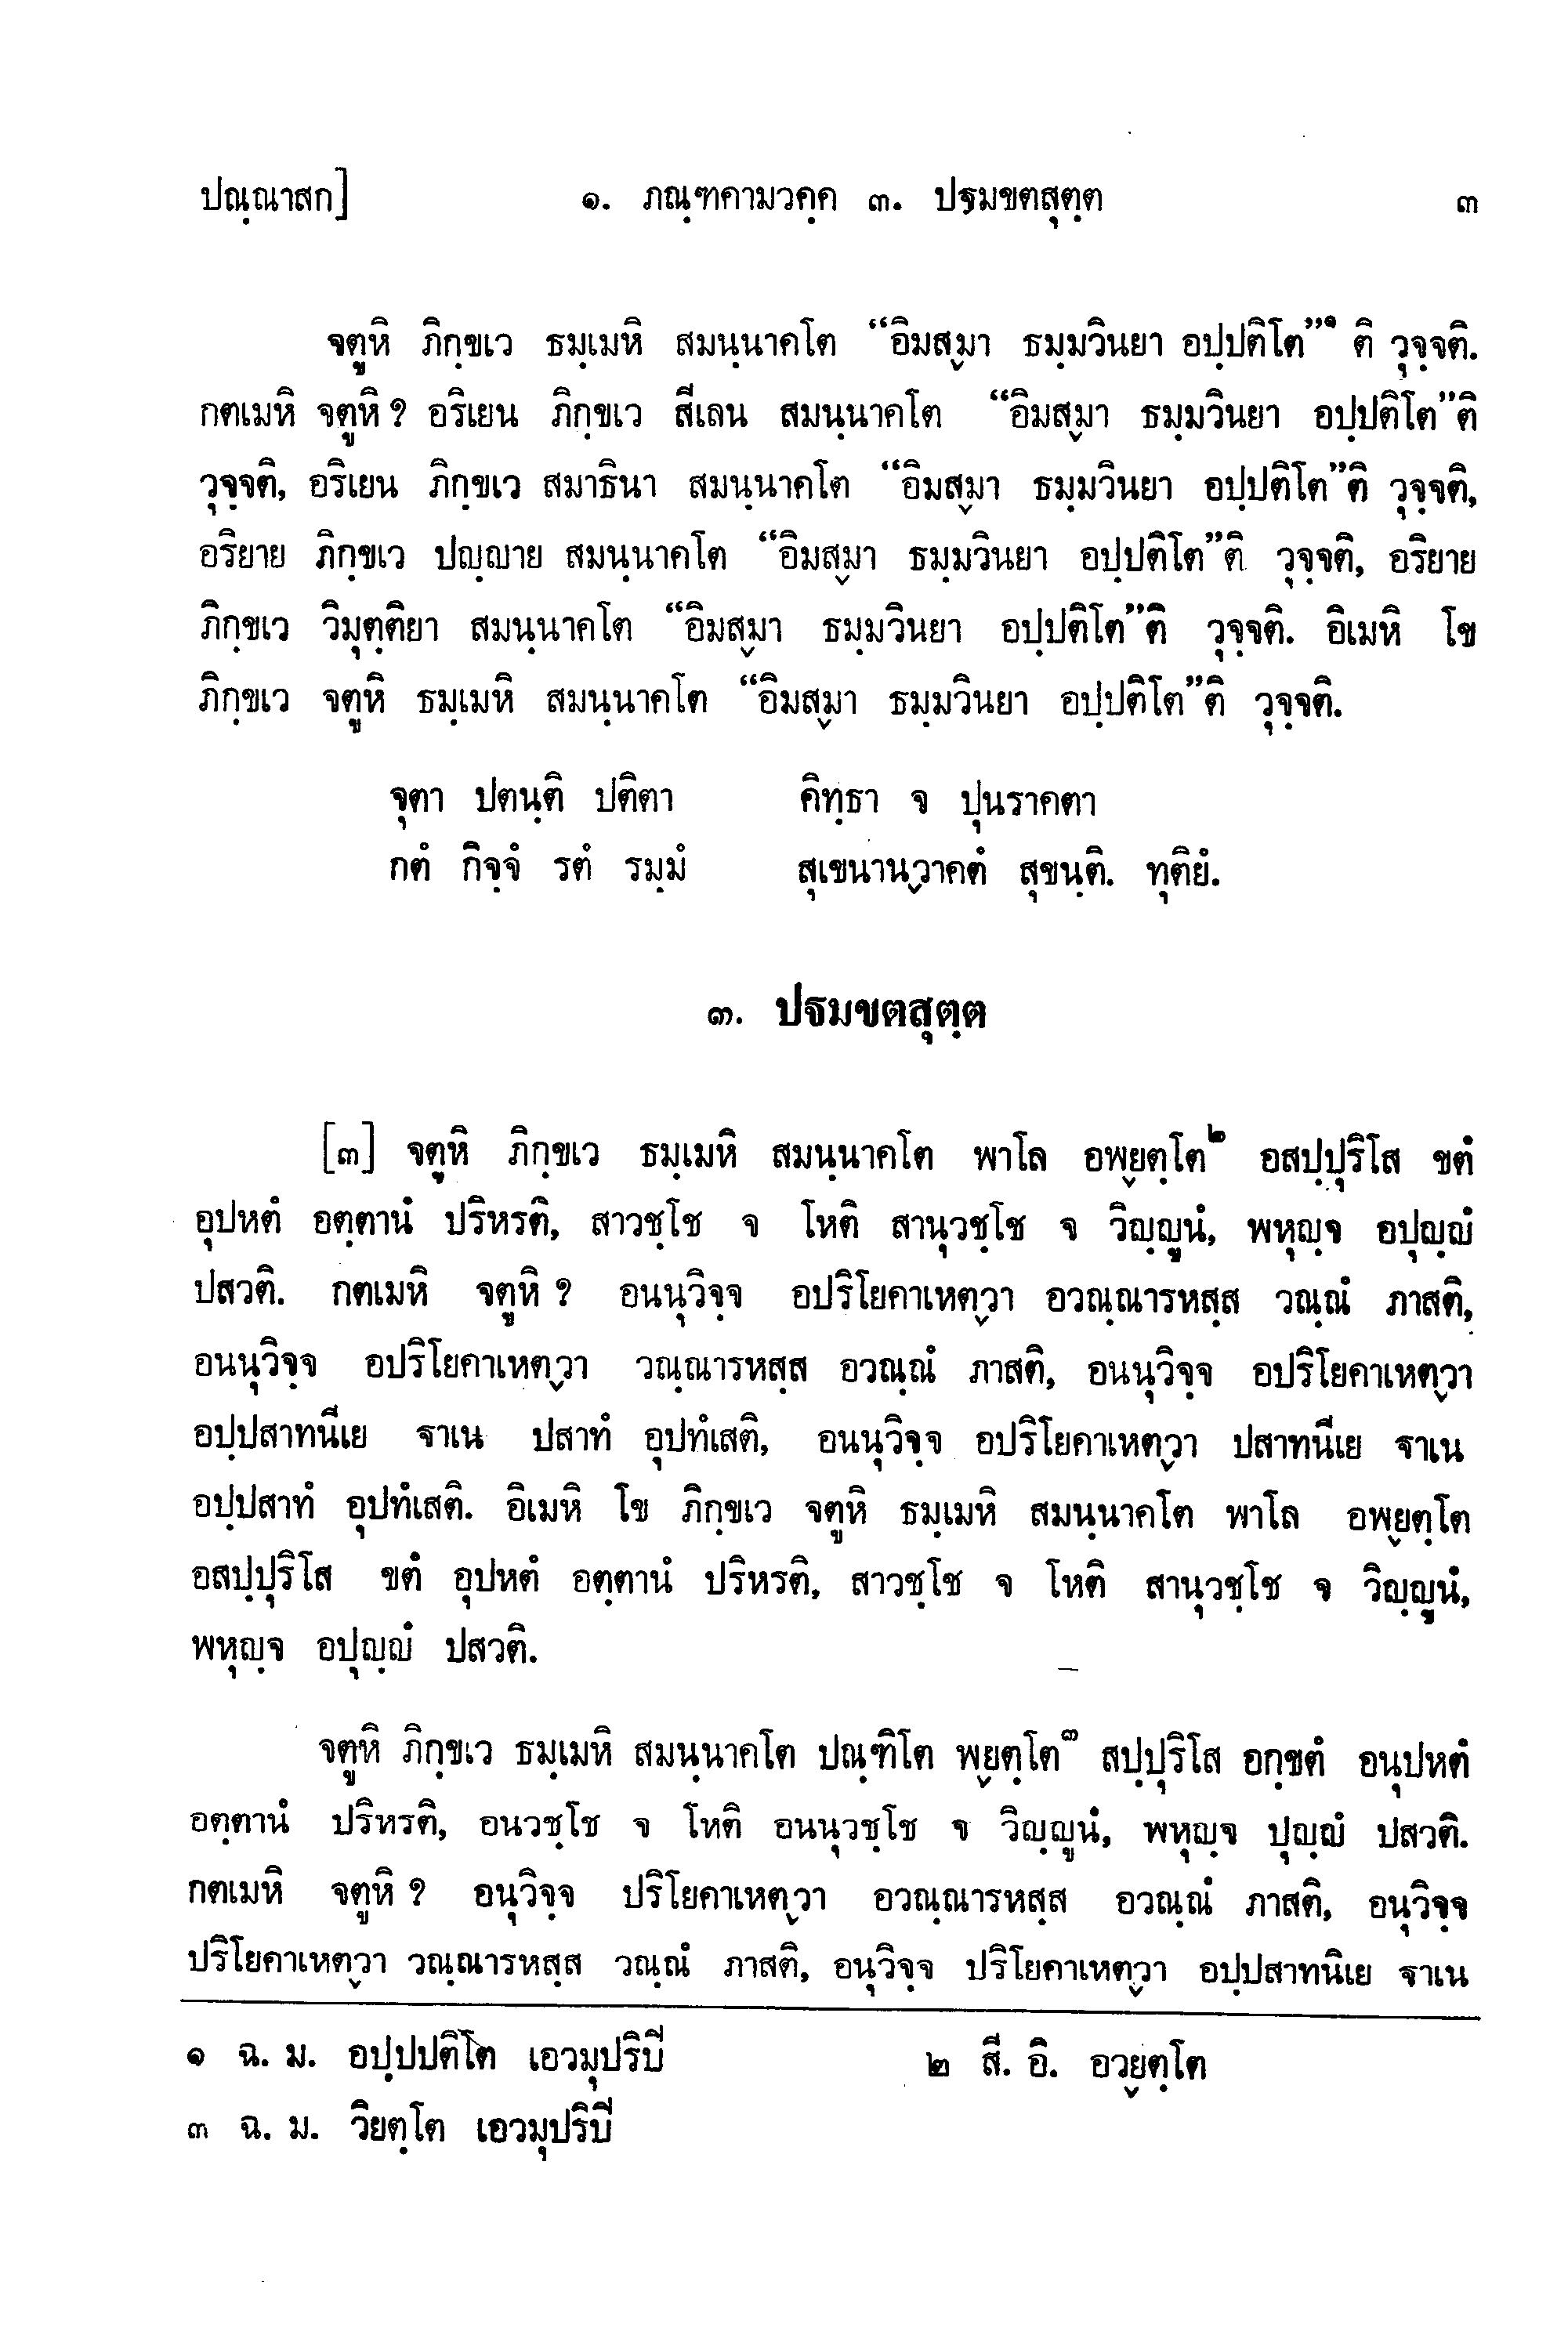 ปณฺณาสก] ๑. ภณฺฑคามวคฺค ๓. ปฐมขตสุตฺต ๓
จตูหิ ภิกฺขเว ธมฺเมหิ สมนฺนาคโต “อิมสฺมา ธมฺมวินยา อปฺปติโต”๑ ติ วุจฺจติ.
กตเมหิ จตูหิ ? อริเยน ภิกฺขเว สีเลน สมนฺนาคโต “อิมสฺมา ธมฺมวินยา อปฺปติโต”ติ
วุจฺจติ, อริเยน ภิกฺขเว สมาธินา สมนฺนาคโต “อิมสฺมา ธมฺมวินยา อปฺปติโต”ติ วุจฺจติ,
อริยาย ภิกฺขเว ปญฺญาย สมนฺนาคโต “อิมสฺมา ธมฺมวินยา อปฺปติโต”ติ วุจฺจติ, อริยาย
ภิกฺขเว วิมุตฺติยา สมนฺนาคโต “อิมสฺมา ธมฺมวินยา อปฺปติโต”ติ วุจฺจติ. อิเมหิ โข
ภิกฺขเว จตูหิ ธมฺเมหิ สมนฺนาคโต “อิมสฺมา ธมฺมวินยา อปฺปติโต”ติ วุจฺจติ.
จุตา ปตนฺติ ปติตา คิทฺธา จ ปุนราคตา
กตํ กิจฺจํ รตํ รมฺมํ สุเขนานฺวาคตํ สุขนฺติ. ทุติยํ.
๓. ปฐมขตสุตฺต
[๓] จตูหิ ภิกฺขเว ธมฺเมหิ สมนฺนาคโต พาโล อพฺยตฺโต๒ อสปฺปุริโส ขตํ
อุปหตํ อตฺตานํ ปริหรติ, สาวชฺโช จ โหติ สานุวชฺโช จ วิญฺญูนํ, พหุญฺจ อปุญฺญํ
ปสวติ. กตเมหิ จตูหิ ? อนนุวิจฺจ อปริโยคาเหตฺวา อวณฺณารหสฺส วณฺณํ ภาสติ,
อนนุวิจฺจ อปริโยคาเหตฺวา วณฺณารหสฺส อวณฺณํ ภาสติ, อนนุวิจฺจ อปริโยคาเหตฺวา
อปฺปสาทนีเย ฐาเน ปสาทํ อุปทํเสติ, อนนุวิจฺจ อปริโยคาเหตฺวา ปสาทนีเย ฐาเน
อปฺปสาทํ อุปทํเสติ. อิเมหิ โข ภิกฺขเว จตูหิ ธมฺเมหิ สมนฺนาคโต พาโล อพฺยตฺโต
อสปฺปุริโส ขตํ อุปหตํ อตฺตานํ ปริหรติ, สาวชฺโช จ โหติ สานุวชฺโช จ วิญฺญูนํ,
พหุญฺจ อปุญฺญํ ปสวติ.
จตูหิ ภิกฺขเว ธมฺเมหิ สมนฺนาคโต ปณฺฑิโต พฺยตฺโต๓ สปฺปุริโส อกฺขตํ อนุปหตํ
อตฺตานํ ปริหรติ, อนวชฺโช จ โหติ อนนุวชฺโช จ วิญฺญูนํ, พหุญฺจ ปุญฺญํ ปสวติ.
กตเมหิ จตูหิ ? อนุวิจฺจ ปริโยคาเหตฺวา อวณฺณารหสฺส อวณฺณํ ภาสติ, อนุวิจฺจ
ปริโยคาเหตฺวา วณฺณารหสฺส วณฺณํ ภาสติ, อนุวิจฺจ ปริโยคาเหตฺวา อปฺปสาทนิเย ฐาเน
๑ ฉ. ม. อปฺปปติโต เอวมุปริปี ๒ สี. อิ. อวฺยตฺโต
๓ ฉ. ม. วิยตฺโต เอวมุปริปี